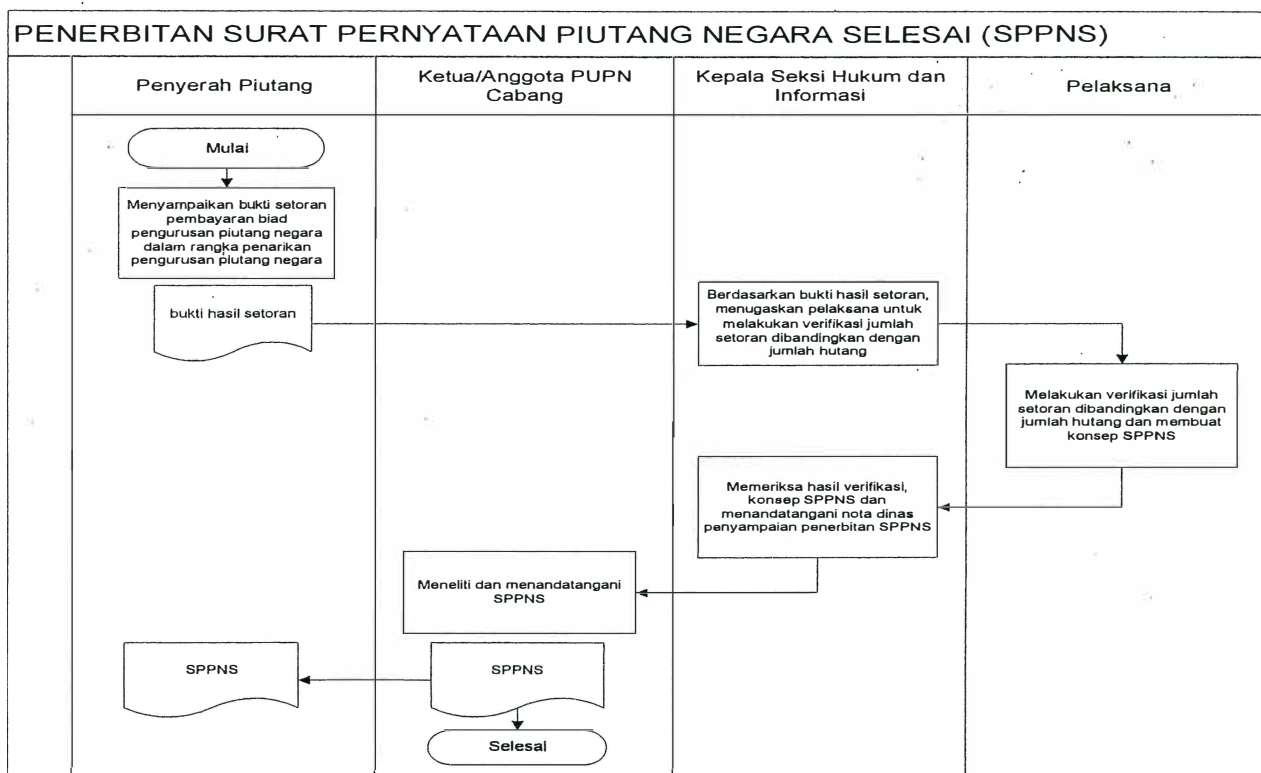 PENERBITAN SURAT PERNYATAAN PIUTANG NEGARA SELESAI (SPPNS)
Penyerah Piutang
Ketua/Anggota PUPN
Cabang
Kepala Seksi Hukum dan
Informasi
Pelaksana
Mulai
Menyampaikan bukti setoran
pembayaran biad
pengurusan piutang negara
dalam rangka penarikan
pengurusan piutang negara
bukti hasil setoran
Berdasarkan bukti hasil setoran,
menugaskan pelaksana untuk
melakukan verifikasi jumlah
setoran dibandingkan dengan
jumlah hutang
Melakukan verifikasi jumlah
setoran dibandingkan dengan
jumlah hutang dan membuat
konsep SPPNS
Memeriksa hasil verifikasi,
konsep SPPNS dan
menandatangani nota dinas
penyampaian penerbitan SPPNS
Meneliti dan menandatangani
SPPNS
SPPNS
SPPNS
Selesai